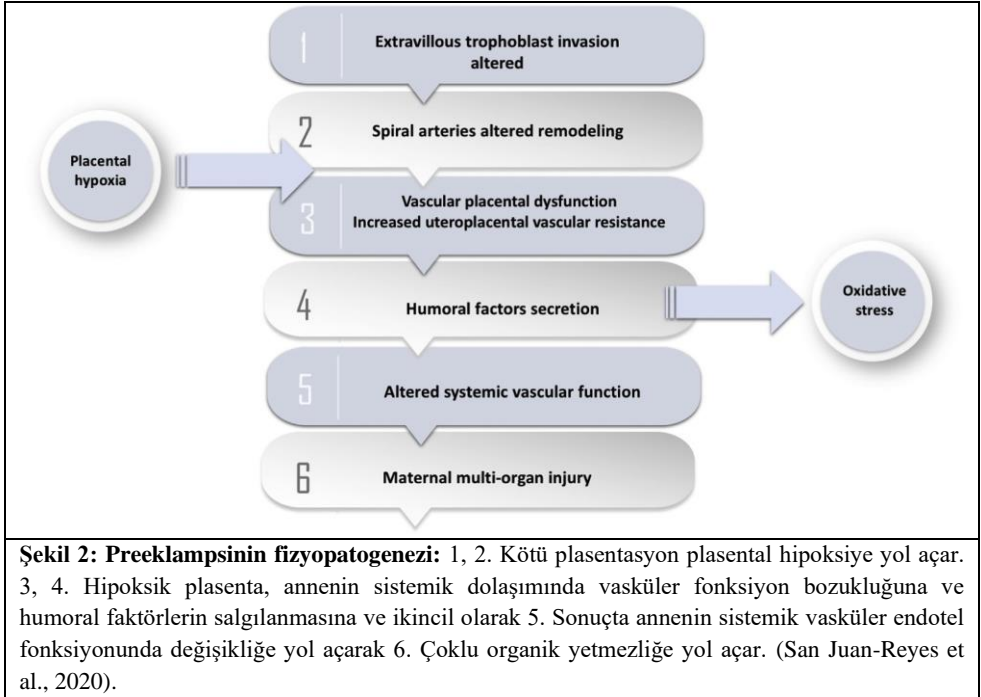 1
Extravillous trophoblast invasion
altered
2
Spiral arteries altered remodeling
Placental
hypoxia
3
Vascular placental dysfunction
Increased uteroplacental vascular resistance
4
Humoral factors secretion
Oxidative
stress
5
Altered systemic vascular function
6
Maternal multi-organ injury
Şekil 2: Preeklampsinin fizyopatogenezi: 1, 2. Kötü plasentasyon plasental hipoksiye yol açar.
3, 4. Hipoksik plasenta, annenin sistemik dolaşımında vasküler fonksiyon bozukluğuna ve
humoral faktörlerin salgılanmasına ve ikincil olarak 5. Sonuçta annenin sistemik vasküler endotel
fonksiyonunda değişikliğe yol açarak 6. Çoklu organik yetmezliğe yol açar. (San Juan-Reyes et
al., 2020).